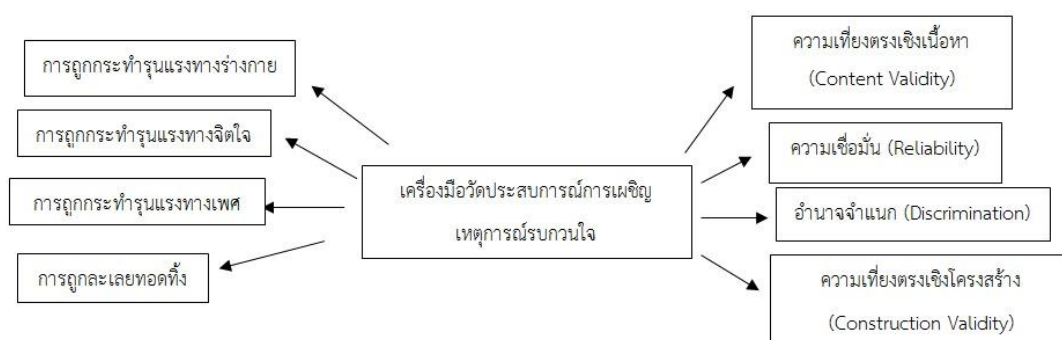 การถูกกระทำรุนแรงทางร่างกาย
การถูกกระทำรุนแรงทางจิตใจ
การถูกกระทำรุนแรงทางเพศ
การถูกละเลยทอดทิ้ง
เครื่องมือวัดประสบการณ์การเผชิญ
เหตุการณ์รบกวนใจ
ความเที่ยงตรงเชิงเนื้อหา
(Content Validity)
ความเชื่อมั่น (Reliability)
อำนาจจำแนก (Discrimination)
ความเที่ยงตรงเชิงโครงสร้าง
(Construction Validity)